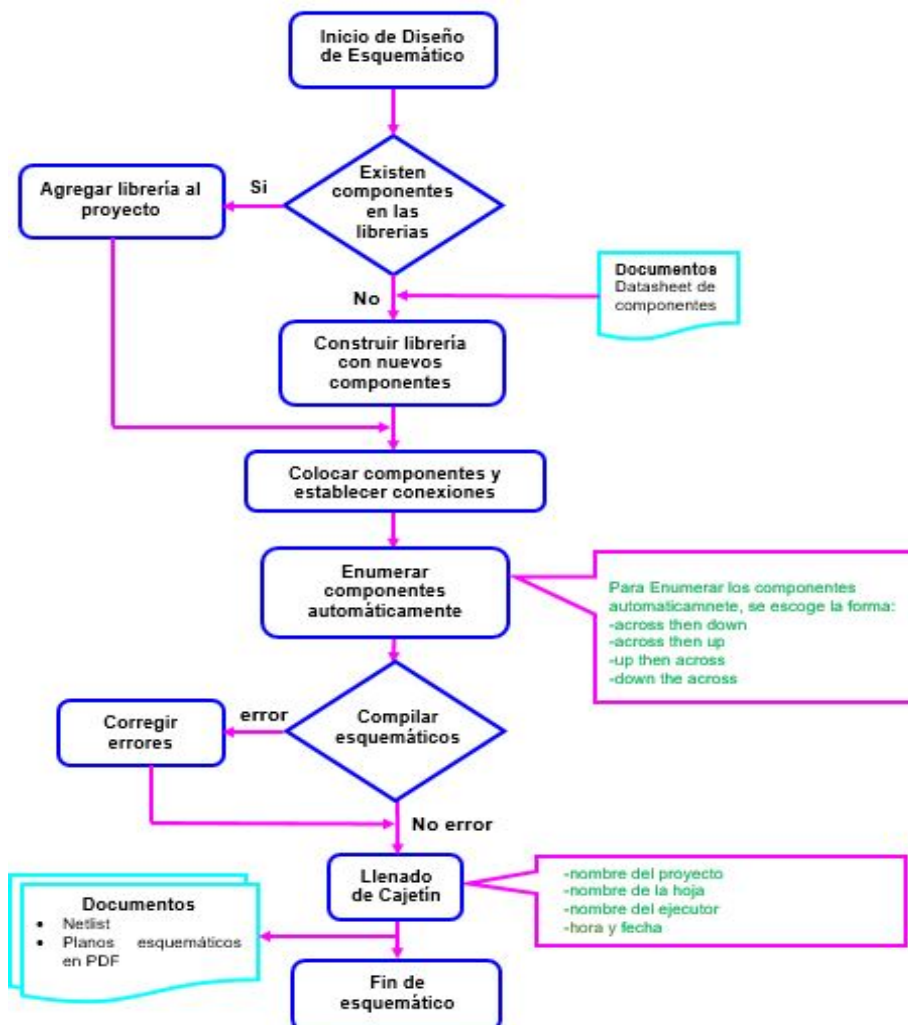 Inicio de Diseño
de Esquemático
Existen
componentes
en las
librerias
Si
Agregar librería al
proyecto
No
Documentos
Datasheet de
componentes
Construir librería
con nuevos
componentes
Colocar componentes y
establecer conexiones
Enumerar
componentes
automáticamente
Para Enumerar los componentes
automaticamnete, se escoge la forma:
-across then down
-across then up
-up then across
-down the across
Compilar
esquemáticos
error
Corregir
errores
No error
Llenado
de Cajetín
-nombre del proyecto
-nombre de la hoja
-nombre del ejecutor
-hora y fecha
Documentos
• Netlist
• Planos esquemáticos
en PDF
Fin de
esquemático